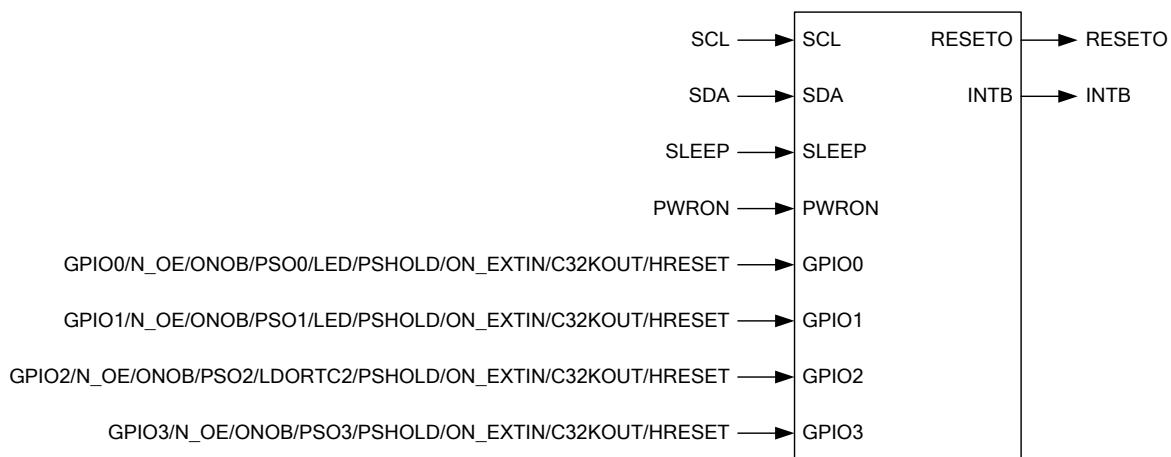 SCL SCL RESETO RESETO
SDA SDA INTB INTB
SLEEP SLEEP
PWRON PWRON
GPIO0/N_OE/ONOB/PSO0/LED/PSHOLD/ON_EXTIN/C32KOUT/HRESET GPIO0
GPIO1/N_OE/ONOB/PSO1/LED/PSHOLD/ON_EXTIN/C32KOUT/HRESET GPIO1
GPIO2/N_OE/ONOB/PSO2/LDORTC2/PSHOLD/ON_EXTIN/C32KOUT/HRESET GPIO2
GPIO3/N_OE/ONOB/PSO3/PSHOLD/ON_EXTIN/C32KOUT/HRESET GPIO3